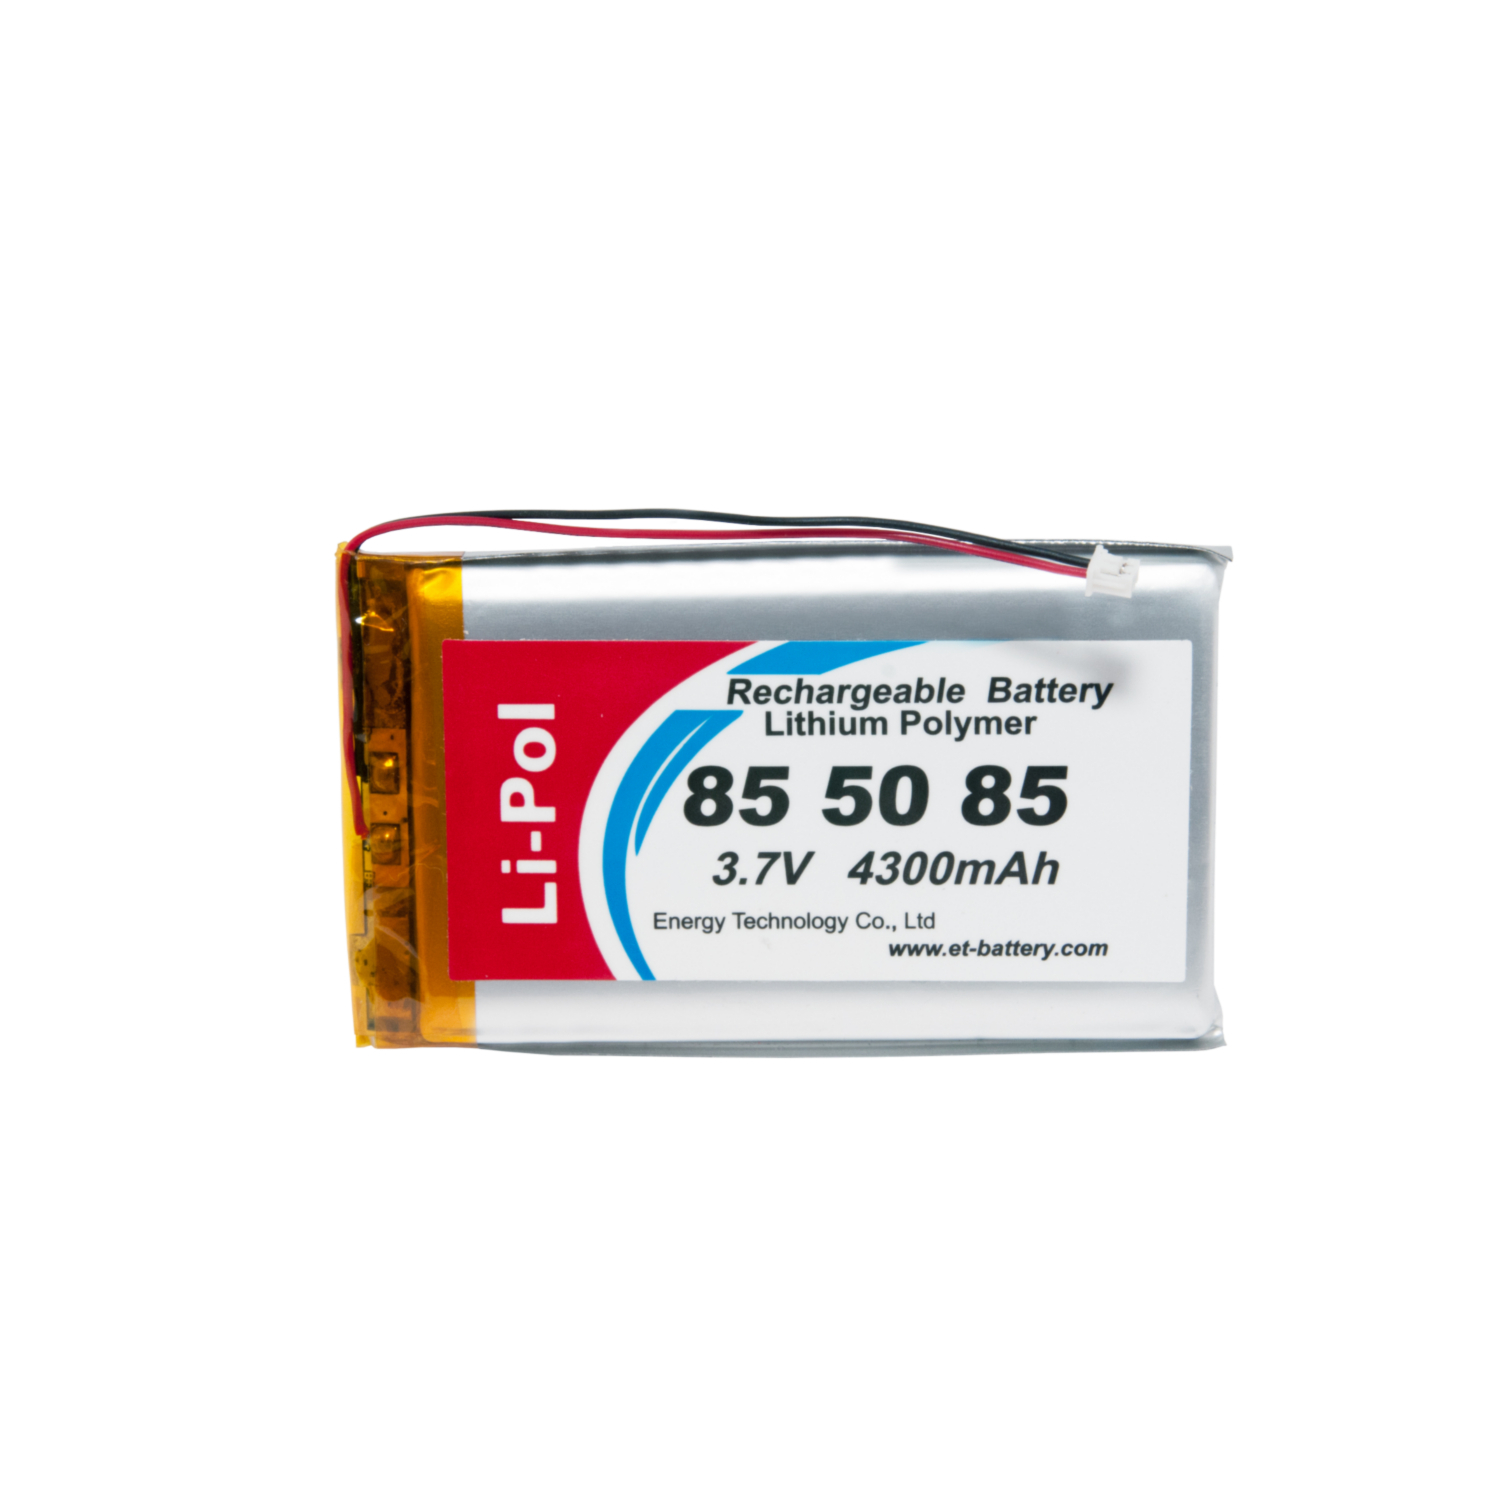 Li-Pol
Rechargeable Battery
Lithium Polymer
85 50 85
3.7V 4300mAh
Energy Technology Co., Ltd
www.et-battery.com